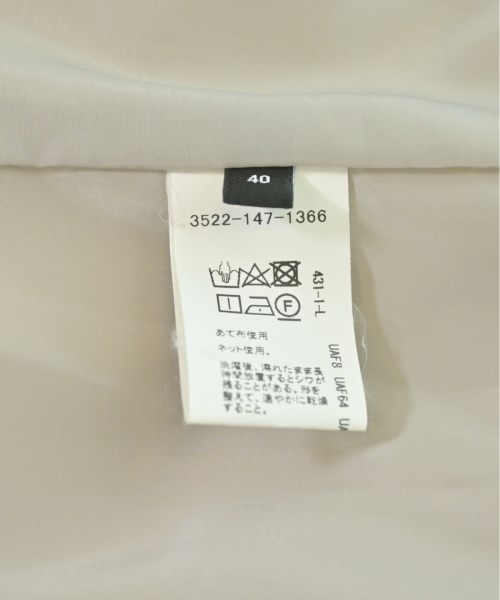 40
3522-147-1366
431-1-L
F
あて布使用
ネット使用。
洗濯後、濡れたまま長
時間放置するとシワが
残ることがある。形を
整えて、速やかに乾燥
すること。
UAF8 UAF64